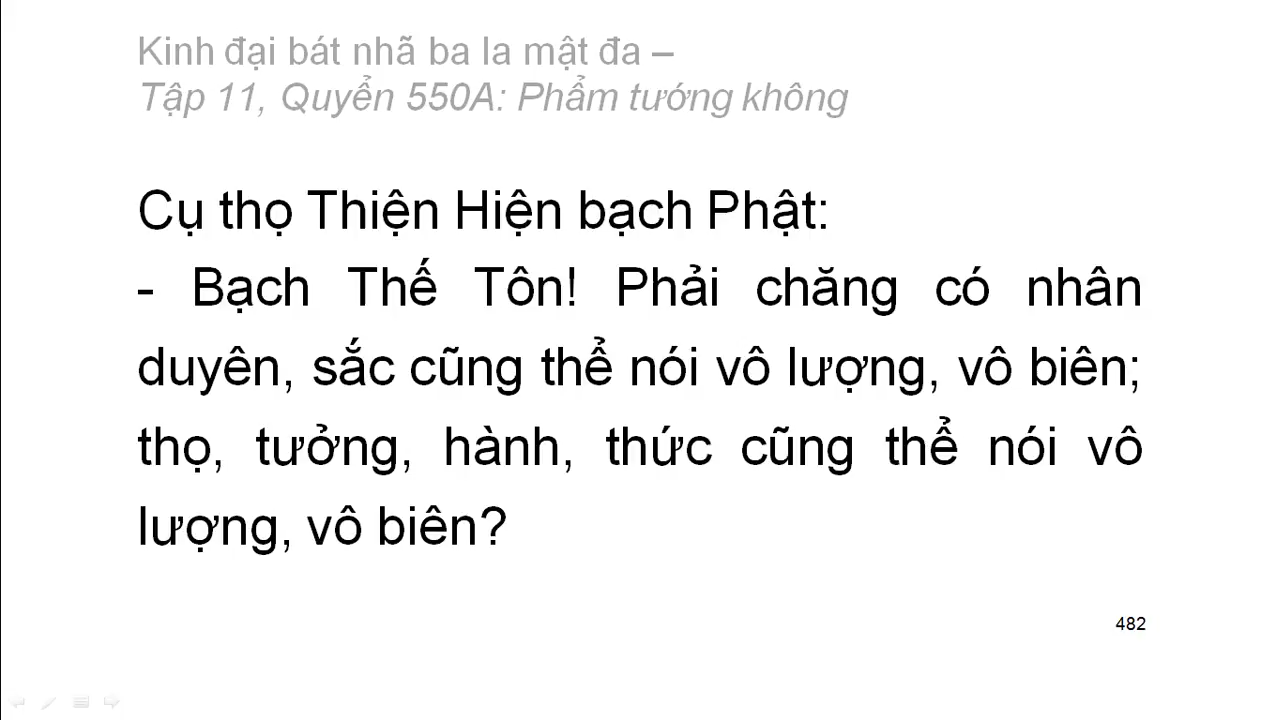 Kinh đại bát nhã ba la mật đa –
Tập 11, Quyển 550A: Phẩm tướng không
Cụ thọ Thiện Hiện bạch Phật:
- Bạch Thế Tôn! Phải chăng có nhân
duyên, sắc cũng thể nói vô lượng, vô biên;
thọ, tưởng, hành, thức cũng thể nói vô
lượng, vô biên?
482